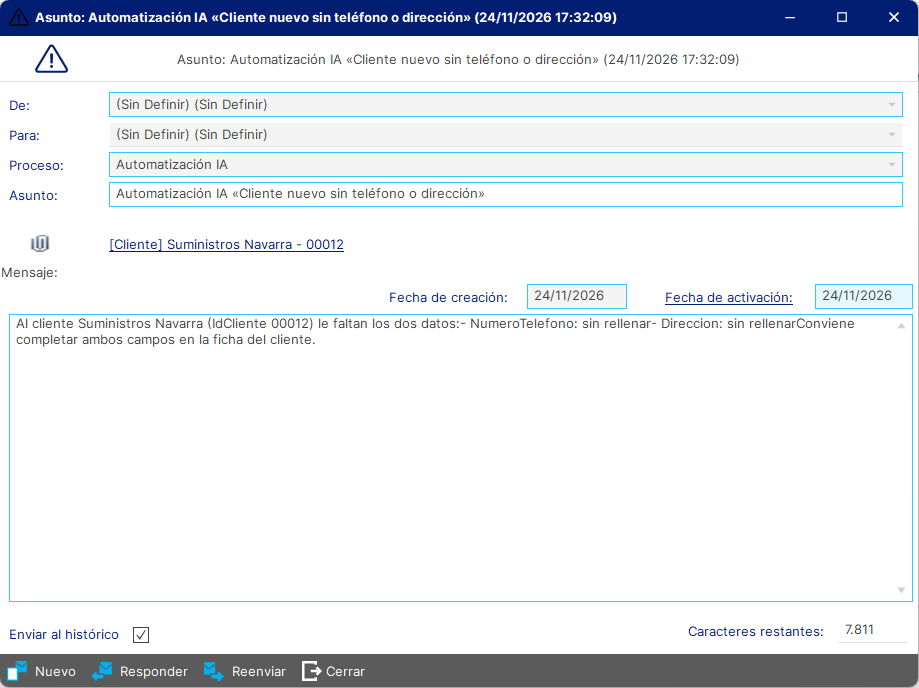 Asunto: Automatización IA «Cliente nuevo sin teléfono o dirección» (24/11/2026 17:32:09)
Asunto: Automatización IA «Cliente nuevo sin teléfono o dirección» (24/11/2026 17:32:09)
De: (Sin Definir) (Sin Definir)
Para: (Sin Definir) (Sin Definir)
Proceso: Automatización IA
Asunto: Automatización IA «Cliente nuevo sin teléfono o dirección»
[Cliente] Suministros Navarra - 00012
Mensaje:
Fecha de creación: 24/11/2026 Fecha de activación: 24/11/2026
Al cliente Suministros Navarra (IdCliente 00012) le faltan los dos datos:- NumeroTelefono: sin rellenar- Direccion: sin rellenarConviene
completar ambos campos en la ficha del cliente.
Enviar al histórico Caracteres restantes: 7.811
Nuevo Responder Reenviar Cerrar